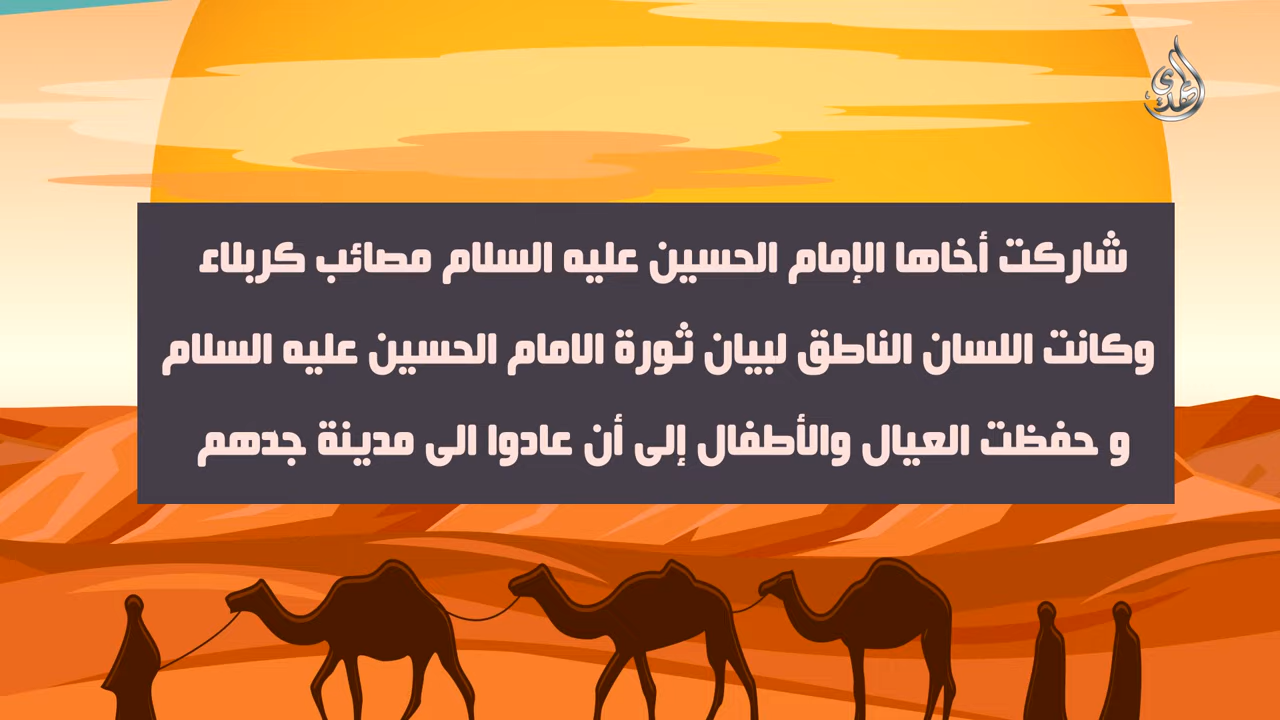 الهدى
شاركت أخاها الإمام الحسين عليه السلام مصائب كربلاء
وكانت اللسان الناطق لبيان ثورة الامام الحسين عليه السلام
و حفظت العيال والأطفال إلى أن عادوا الى مدينة جدهم